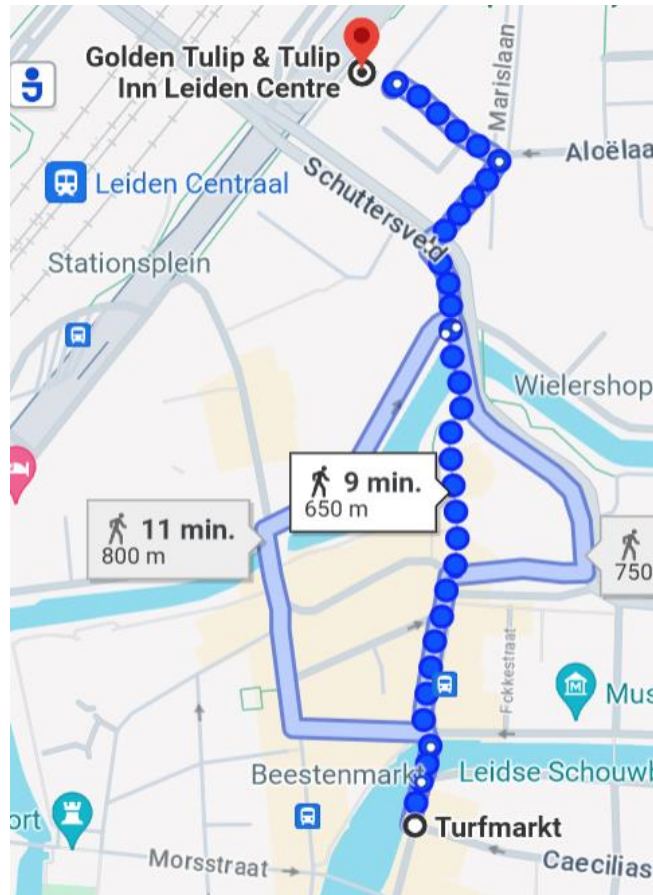 Golden Tulip & Tulip
Inn Leiden Centre
Marislaan
Aloëlaa
Leiden Centraal
Schuttersveld
Stationsplein
Wielershop
9 min.
650 m
11 min.
800 m
750
Fckkestraat
Mus
Beestenmarkt
Leidse Schouwb
ort
Turfmarkt
Morsstraat
Caecilias
M